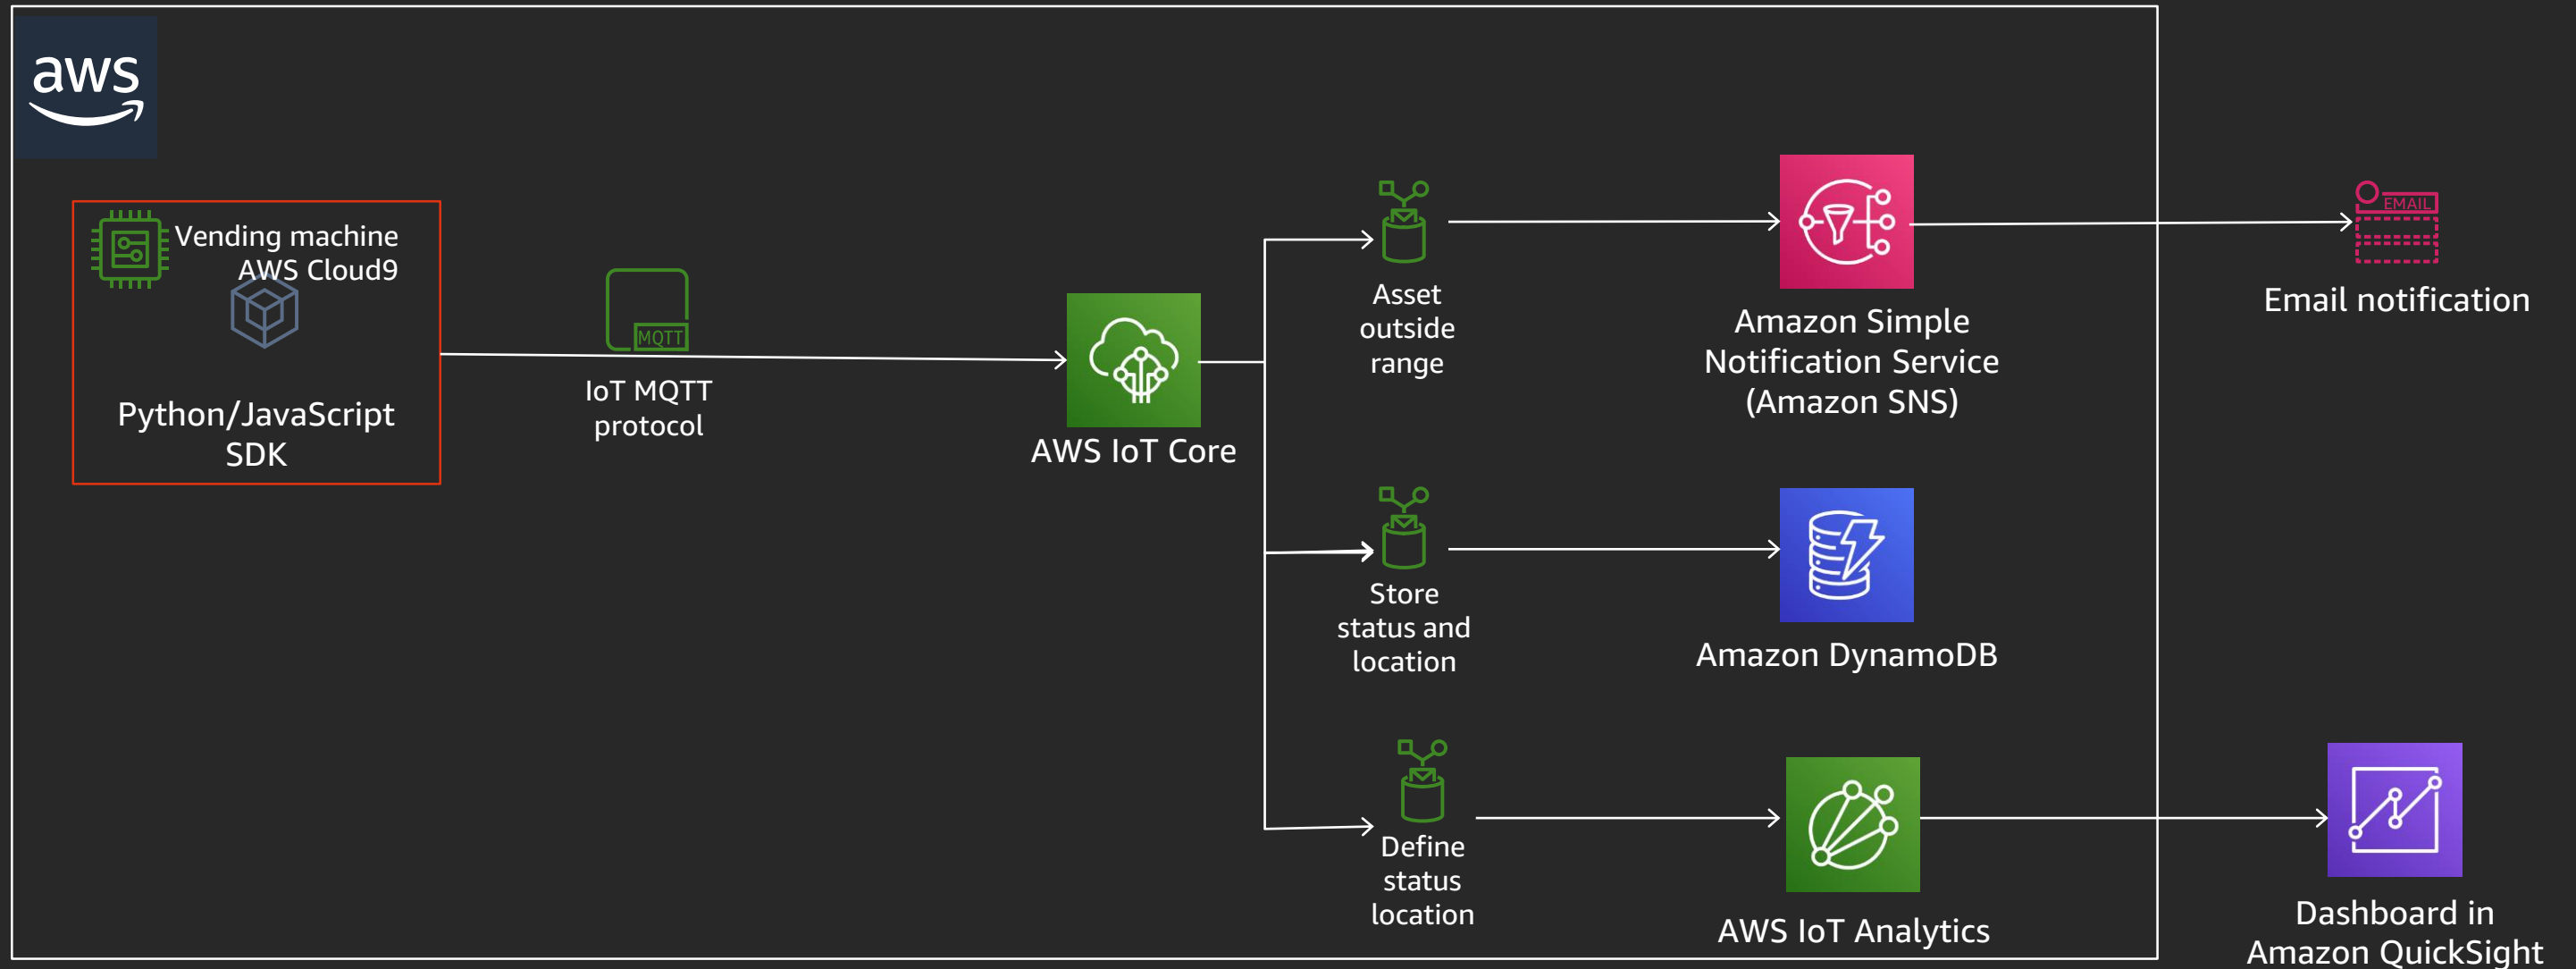 aws
Vending machine
AWS Cloud9
Python/JavaScript
SDK
MQTT
IoT MQTT
protocol
AWS IoT Core
Asset
outside
range
Amazon Simple
Notification Service
(Amazon SNS)
EMAIL
Email notification
Store
status and
location
Amazon DynamoDB
Define
status
location
AWS IoT Analytics
Dashboard in
Amazon QuickSight